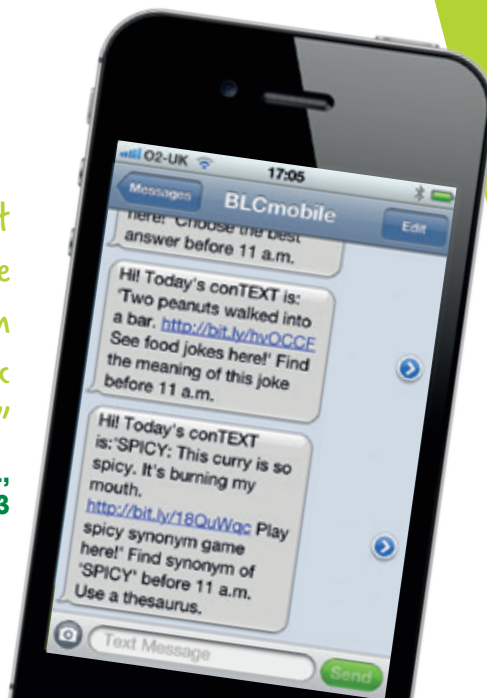 O2-UK 17:05
Messages BLCmobile Edit
here!' Choose the best
answer before 11 a.m.
Hi! Today's conTEXT is:
'Two peanuts walked into
a bar. http://bit.ly/hvOCCF
See food jokes here!' Find
the meaning of this joke
before 11 a.m.
Hi! Today's conTEXT
is:'SPICY: This curry is so
spicy. It's burning my
mouth.
http://bit.ly/18QuWqc Play
spicy synonym game
here!' Find synonym of
'SPICY' before 11 a.m.
Use a thesaurus.
Text Message Send
t
e
n
c
"
,
3